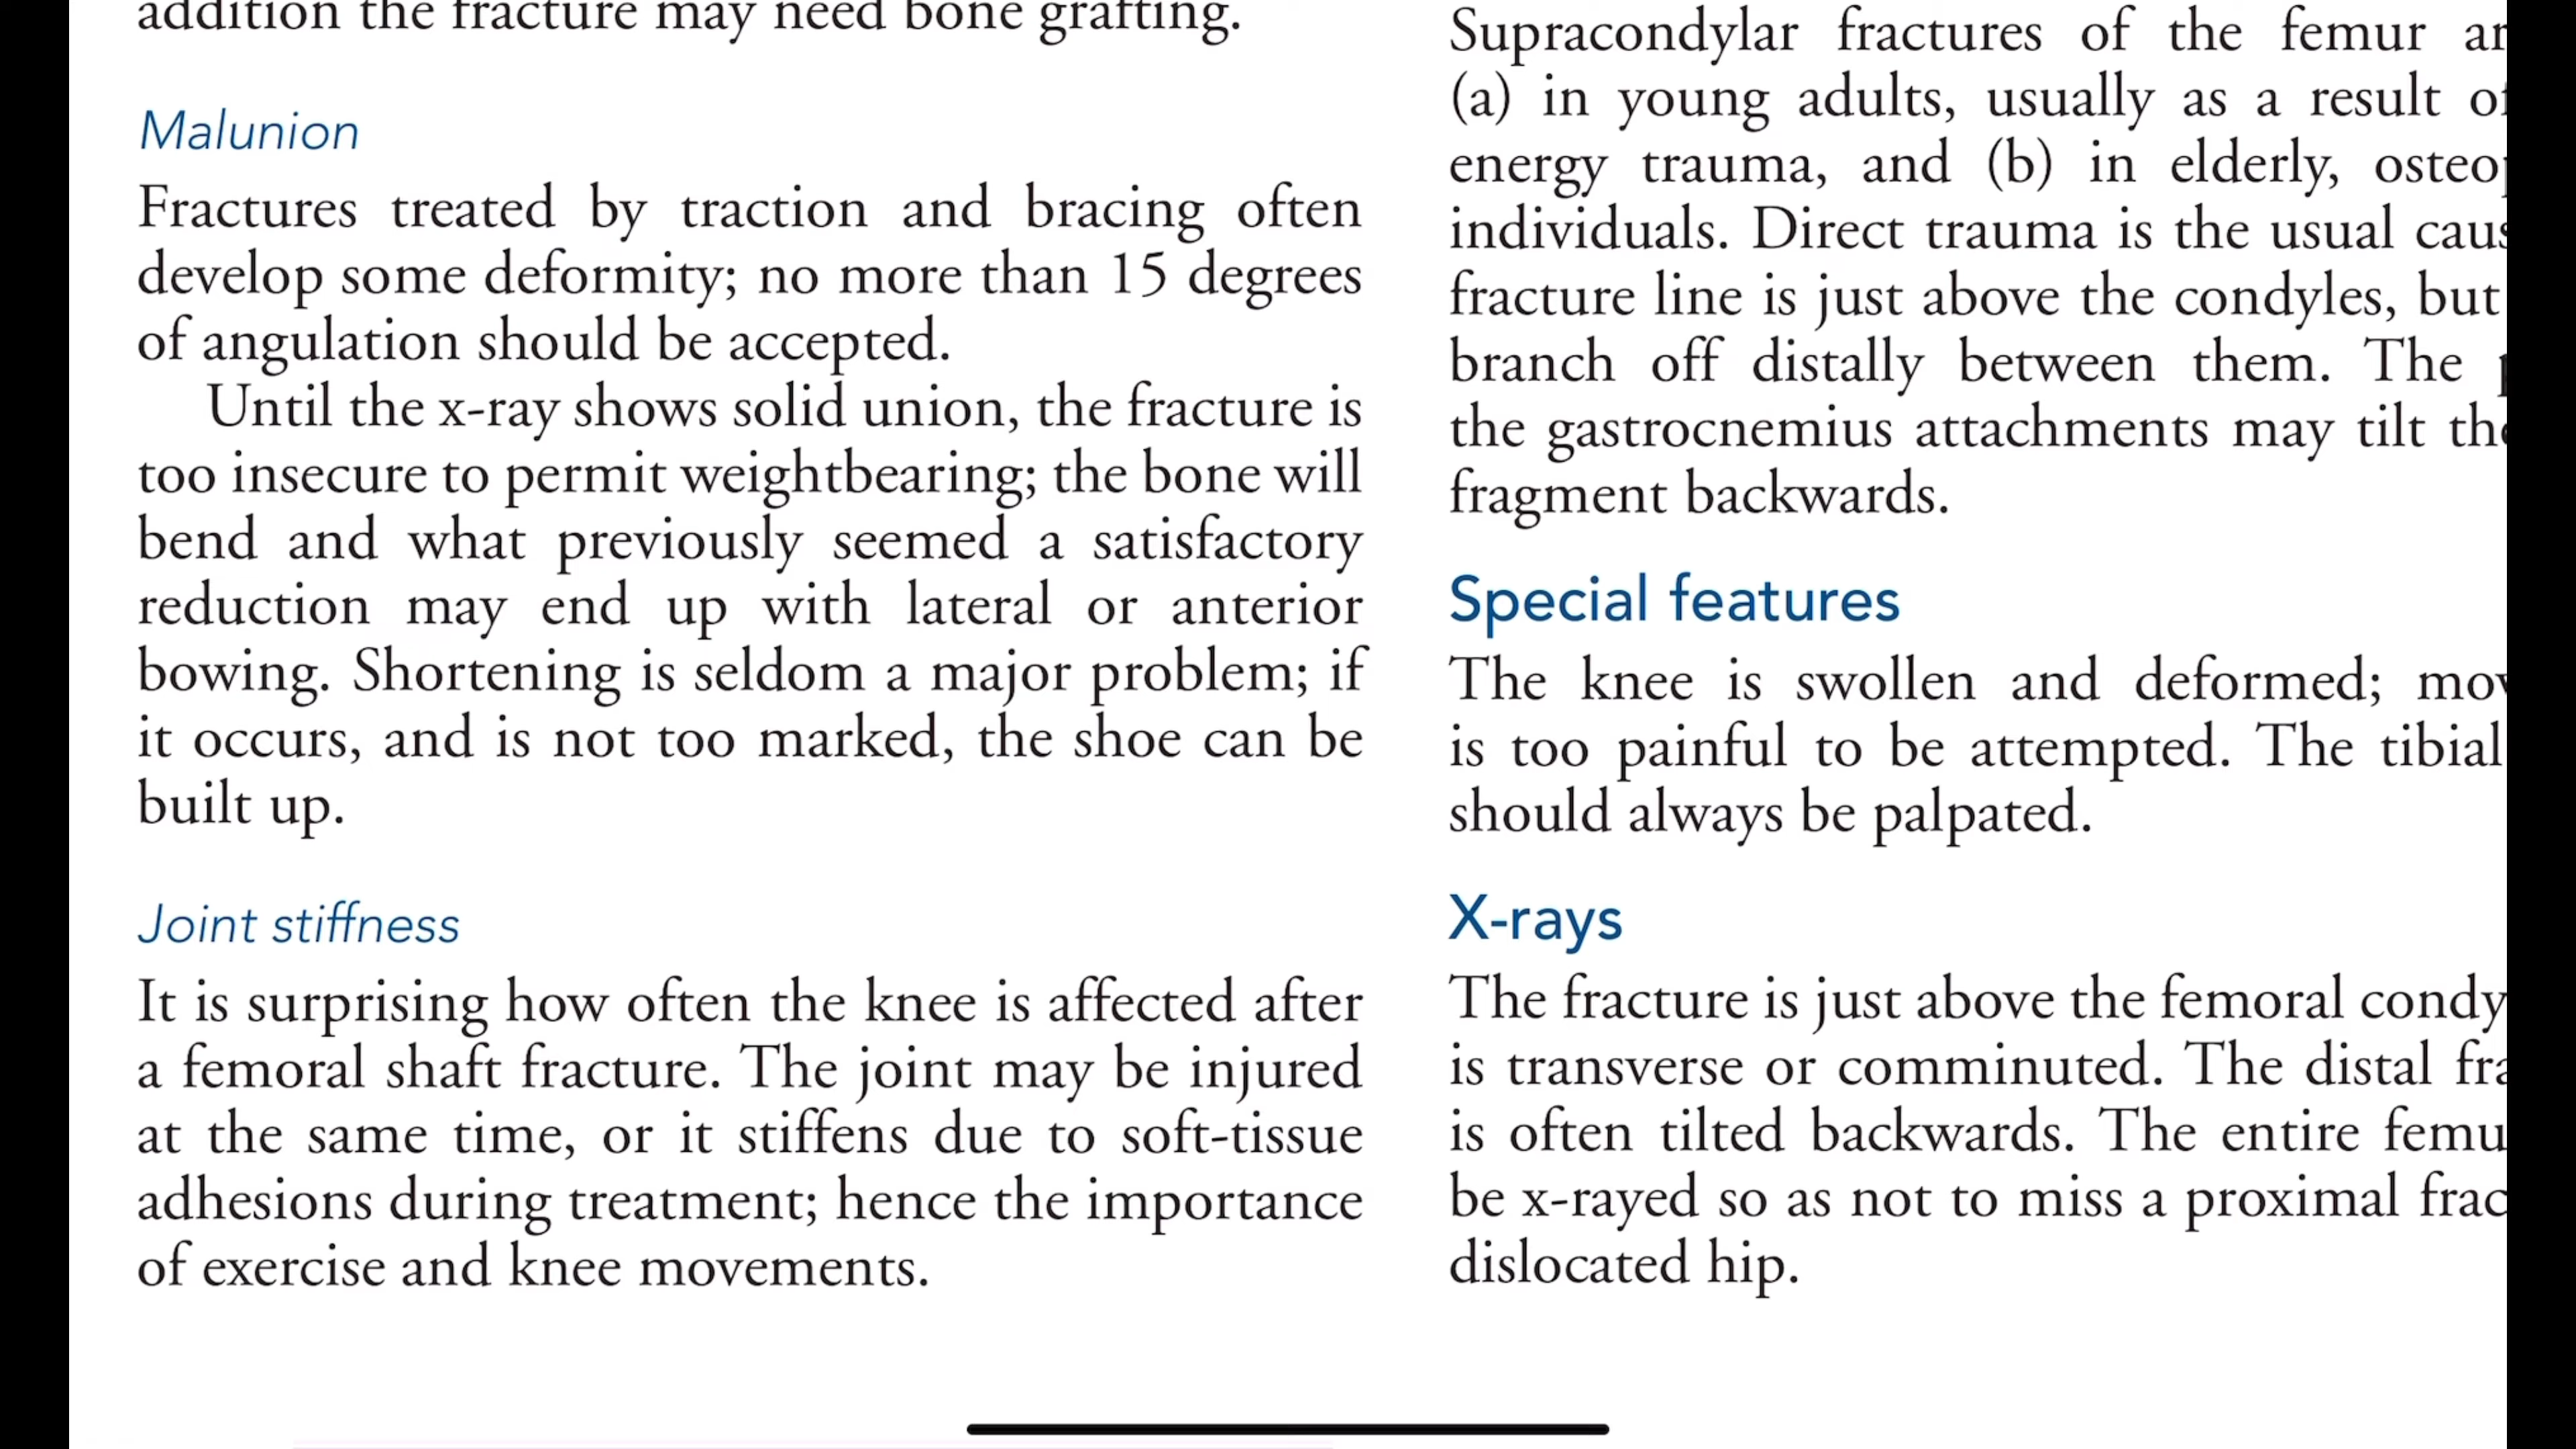 addition the fracture may need bone grafting.
Malunion
Fractures treated by traction and bracing often
develop some deformity; no more than 15 degrees
of angulation should be accepted.
Until the x-ray shows solid union, the fracture is
too insecure to permit weightbearing; the bone will
bend and what previously seemed a satisfactory
reduction may end up with lateral or anterior
bowing. Shortening is seldom a major problem; if
it occurs, and is not too marked, the shoe can be
built up.
Joint stiffness
It is surprising how often the knee is affected after
a femoral shaft fracture. The joint may be injured
at the same time, or it stiffens due to soft-tissue
adhesions during treatment; hence the importance
of exercise and knee movements.
Supracondylar fractures of the femur
(a) in young adults, usually as a result
energy trauma, and (b) in elderly,
individuals. Direct trauma is the usual
fracture line is just above the condyles, but
branch off distally between them. The
the gastrocnemius attachments may tilt
fragment backwards.
Special features
The knee is swollen and deformed;
is too painful to be attempted. The tibial
should always be palpated.
X-rays
The fracture is just above the femoral
is transverse or comminuted. The distal
is often tilted backwards. The entire
be x-rayed so as not to miss a proximal
dislocated hip.